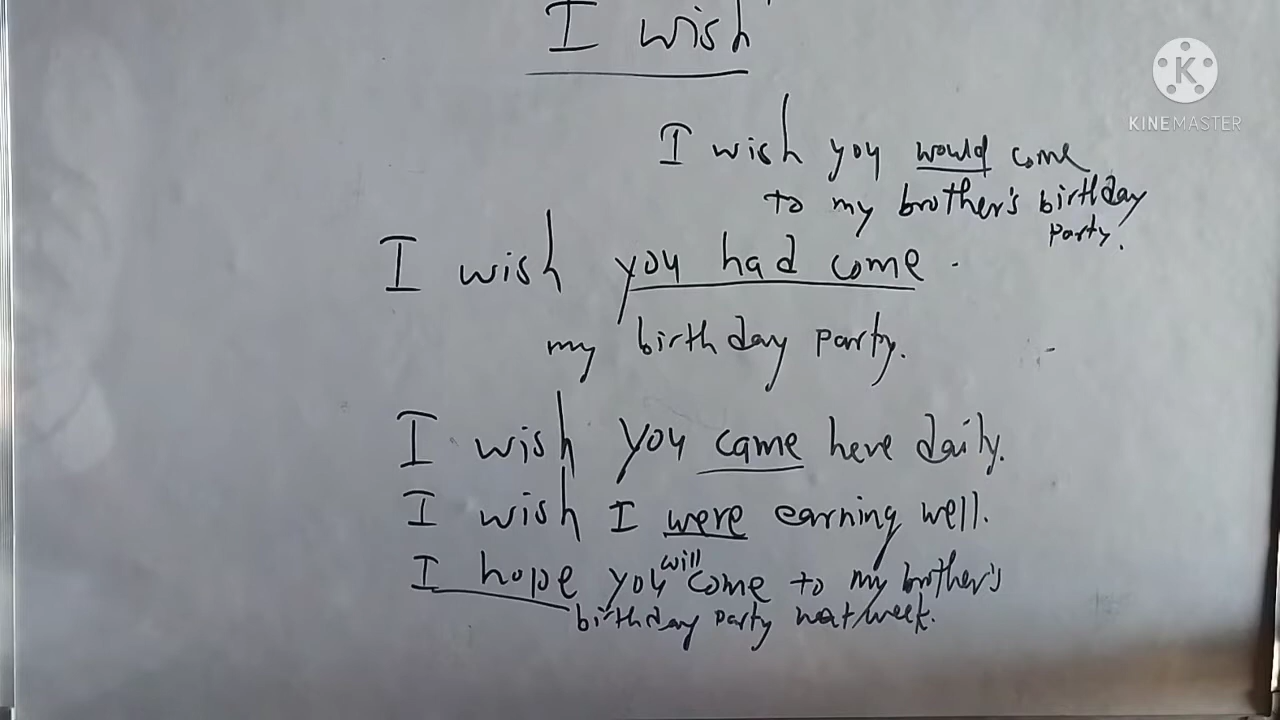 I wish
K
KINEMASTER
I wish you would come
to my brother's birthday
party.
I wish you had come
my birthday party.
I wish you came here daily.
I wish I were earning well.
will
I hope you come to my brother's
birthday party next week.